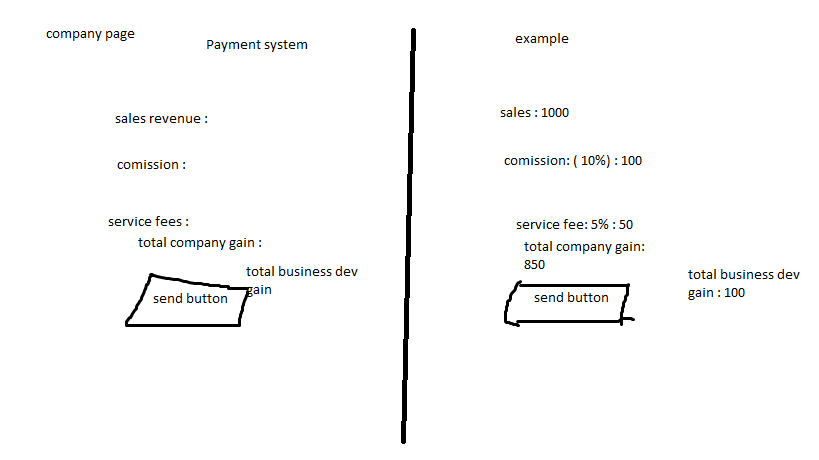 company page
Payment system
sales revenue :
comission :
service fees :
total company gain :
total business dev
gain
send button
example
sales : 1000
comission: ( 10%) : 100
service fee: 5% : 50
total company gain:
850
total business dev
gain : 100
send button